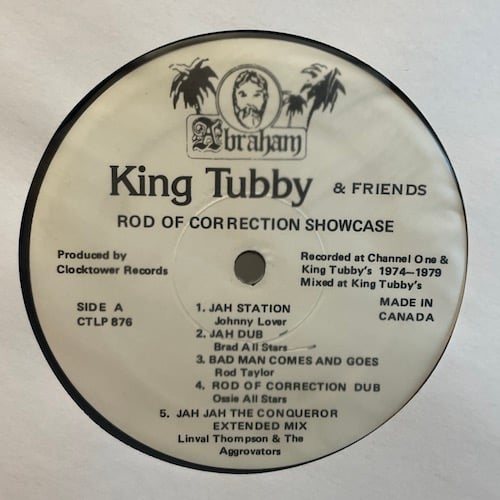 Abraham
King Tubby & FRIENDS
ROD OF CORRECTION SHOWCASE
Produced by
Clocktower Records
Recorded at Channel One &
King Tubby's 1974-1979
Mixed at King Tubby's
SIDE A
CTLP 876
MADE IN
CANADA
1. JAH STATION
Johnny Lover
2. JAH DUB
Brad All Stars
3. BAD MAN COMES AND GOES
Rod Taylor
4. ROD OF CORRECTION DUB
Ossie All Stars
5. JAH JAH THE CONQUEROR
EXTENDED MIX
Linval Thompson & The
Aggrovators